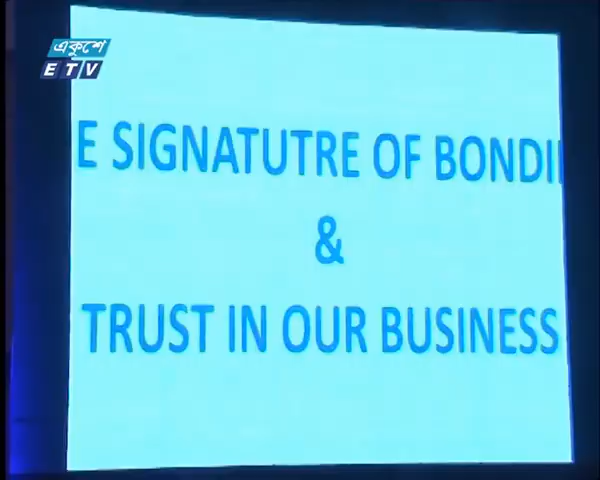 একুশে
ETV
E SIGNATUTRE OF BONDI
&
TRUST IN OUR BUSINESS